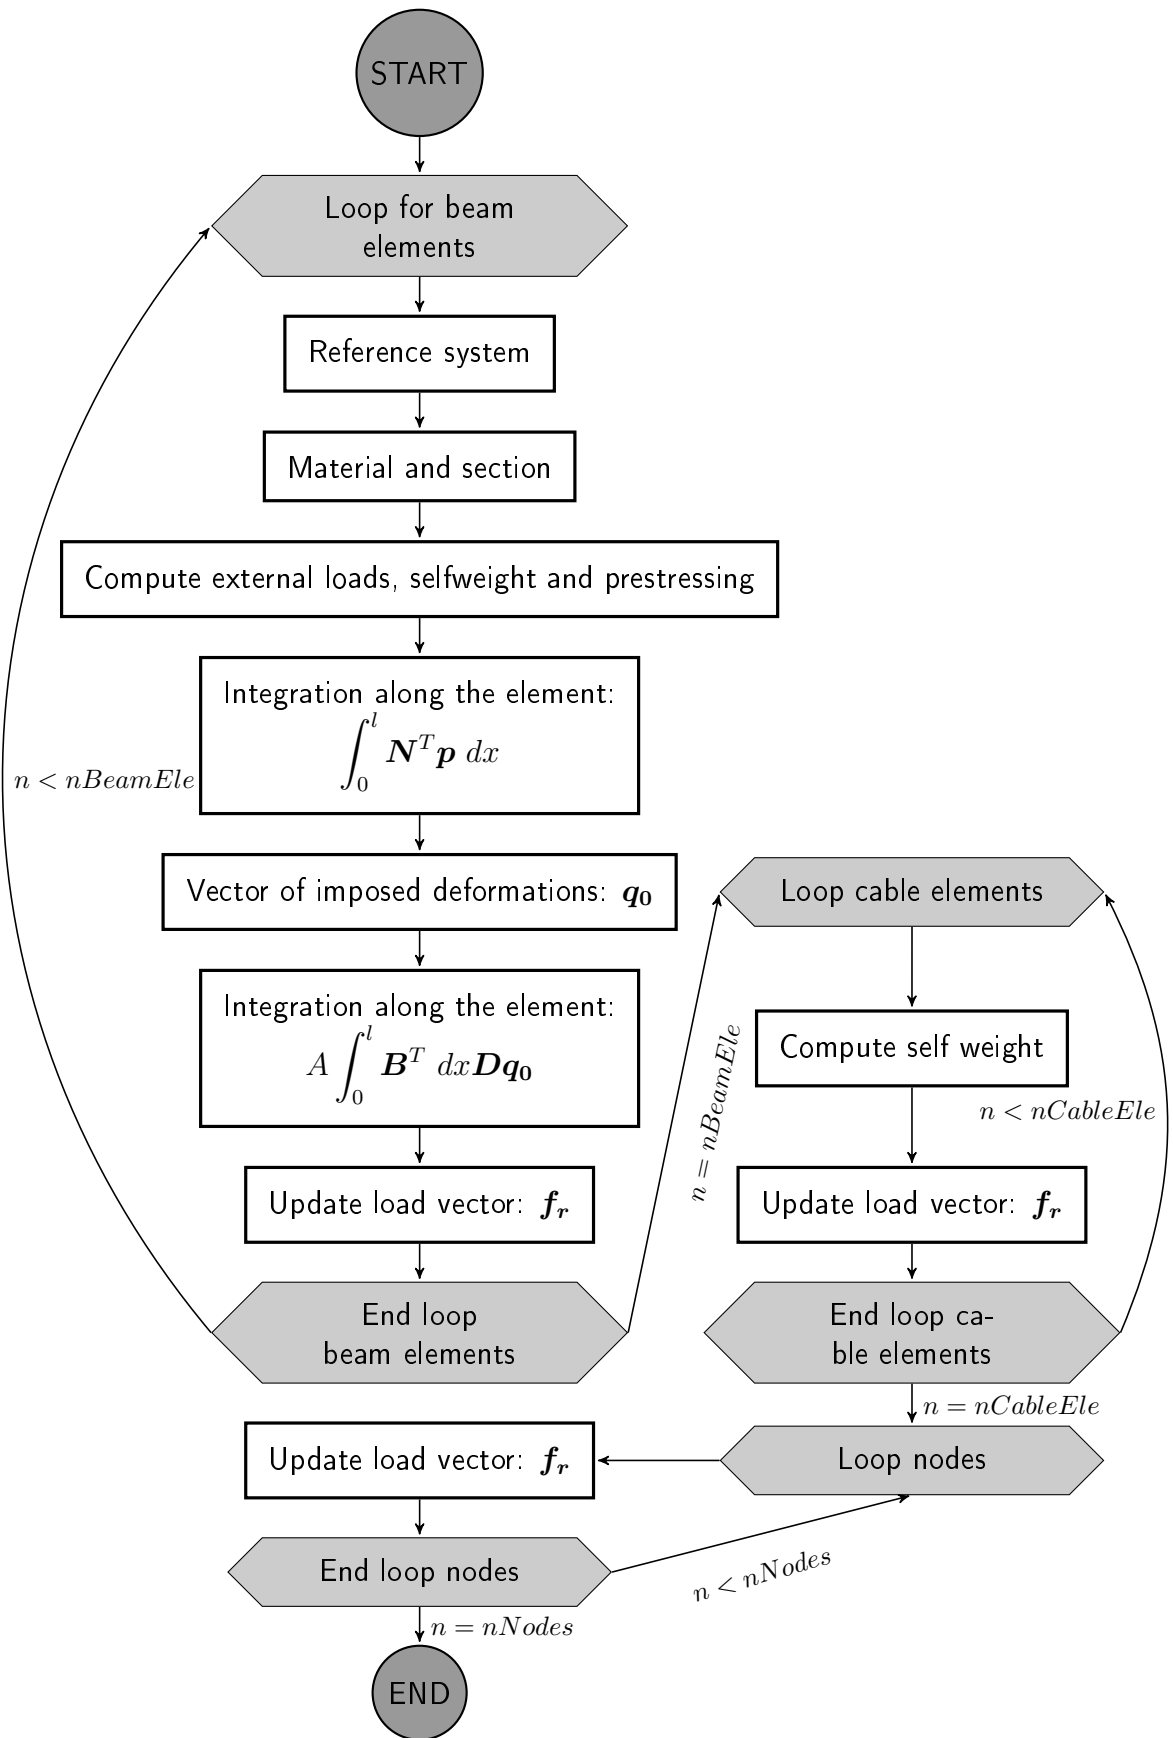 START
Loop for beam
elements
Reference system
Material and section
Compute external loads, selfweight and prestressing
Integration along the element:
∫₀ˡ Nᵀp dx
n < nBeamEle
Vector of imposed deformations: q₀
Integration along the element:
A ∫₀ˡ Bᵀ dxDq₀
Update load vector: fᵣ
End loop
beam elements
n = nBeamEle
Loop cable elements
Compute self weight
n < nCableEle
Update load vector: fᵣ
End loop ca-
ble elements
n = nCableEle
Loop nodes
Update load vector: fᵣ
End loop nodes
n < nNodes
n = nNodes
END